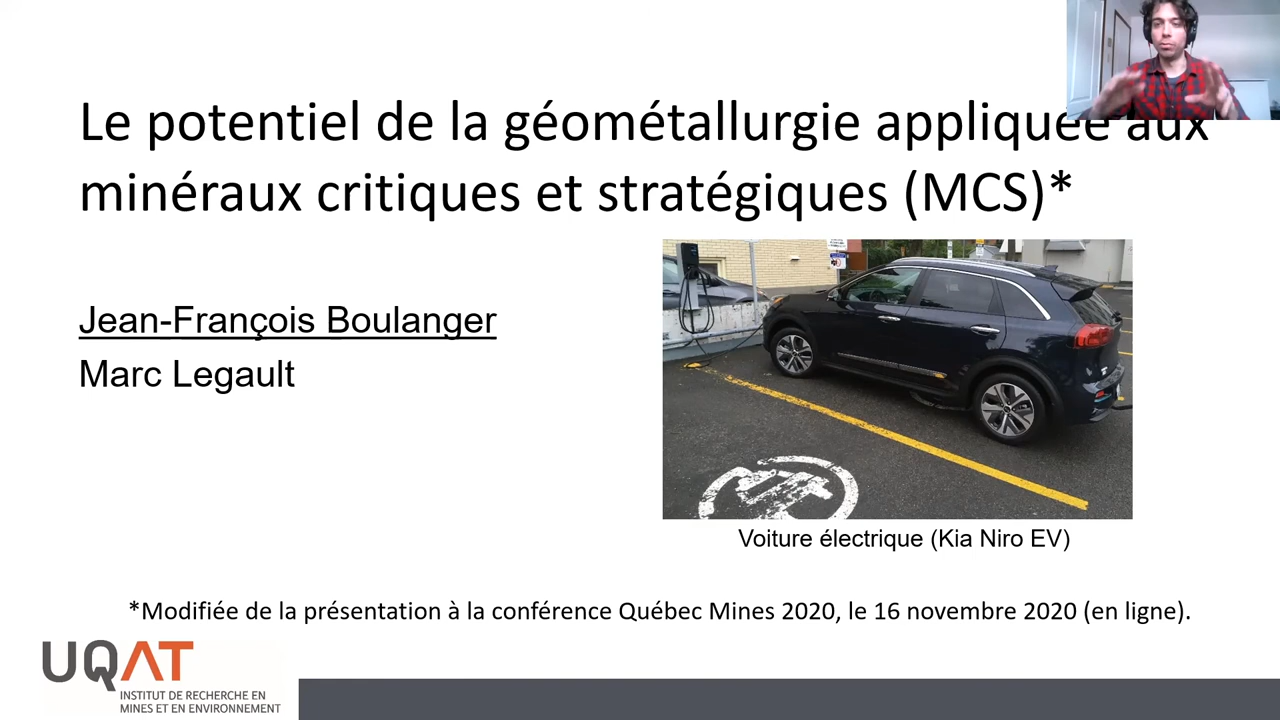 Le potentiel de la géométallurgie appliquée aux
minéraux critiques et stratégiques (MCS)*
Jean-François Boulanger
Marc Legault
Voiture électrique (Kia Niro EV)
*Modifiée de la présentation à la conférence Québec Mines 2020, le 16 novembre 2020 (en ligne).
UQAT
INSTITUT DE RECHERCHE EN
MINES ET EN ENVIRONNEMENT